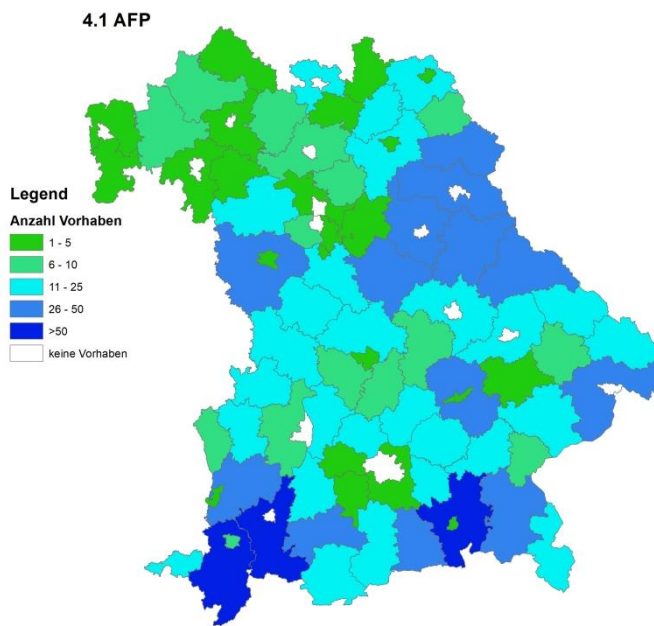 4.1 AFP
Legend
Anzahl Vorhaben
1 - 5
6 - 10
11 - 25
26 - 50
>50
keine Vorhaben